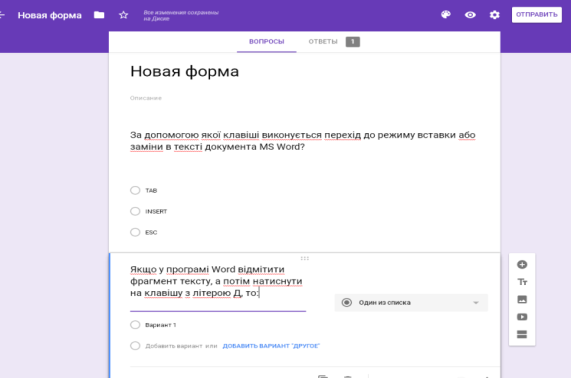 Новая форма
Все изменения сохранены
на Диске
ОТПРАВИТЬ
ВОПРОСЫ
ОТВЕТЫ 1
Новая форма
Описание
За допомогою якої клавіші виконується перехід до режиму вставки або
заміни в тексті документа MS Word?
TAB
INSERT
ESC
Якщо у програмі Word відмітити
фрагмент тексту, а потім натиснути
на клавішу з літерою Д, то:
Один из списка
Вариант 1
Добавить вариант или ДОБАВИТЬ ВАРИАНТ "ДРУГОЕ"
Тт